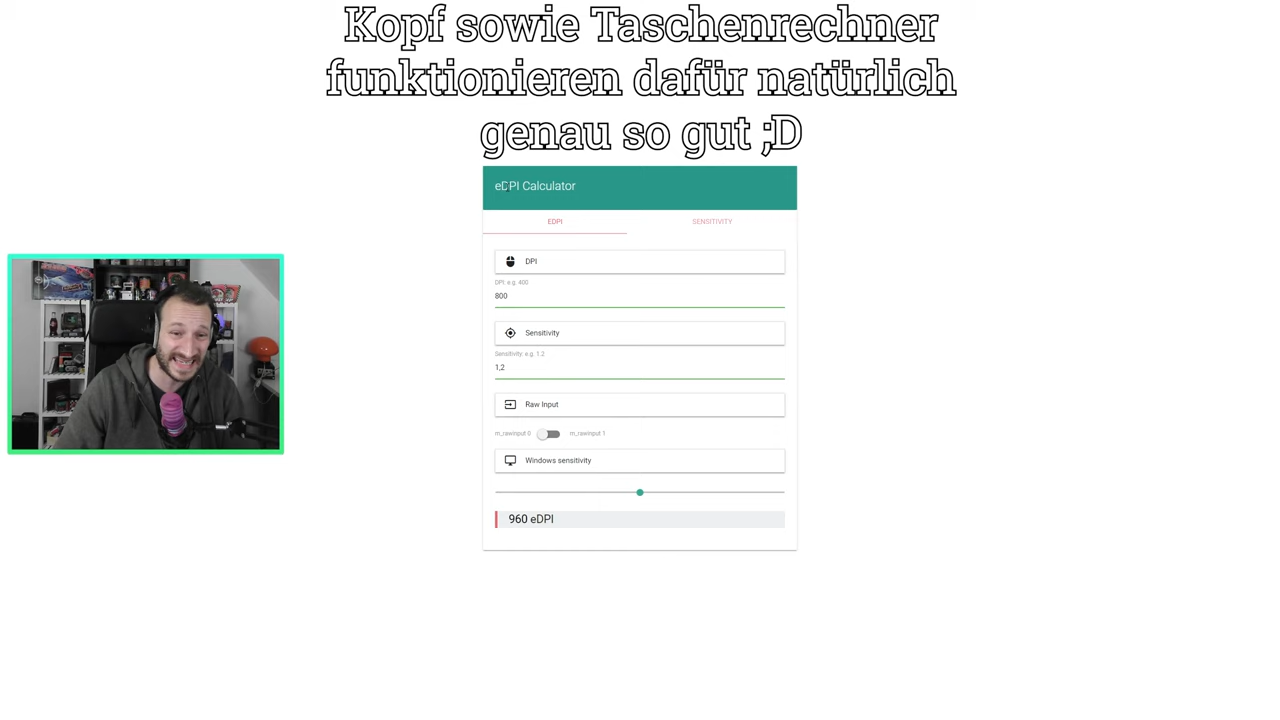 Kopf sowie Taschenrechner
funktionieren dafür natürlich
genau so gut ;D
eDPI Calculator
EDPI
SENSITIVITY
DPI
DPI: e.g. 400
800
Sensitivity
Sensitivity: e.g. 1.2
1,2
Raw Input
m_rawinput 0
m_rawinput 1
Windows sensitivity
960 eDPI